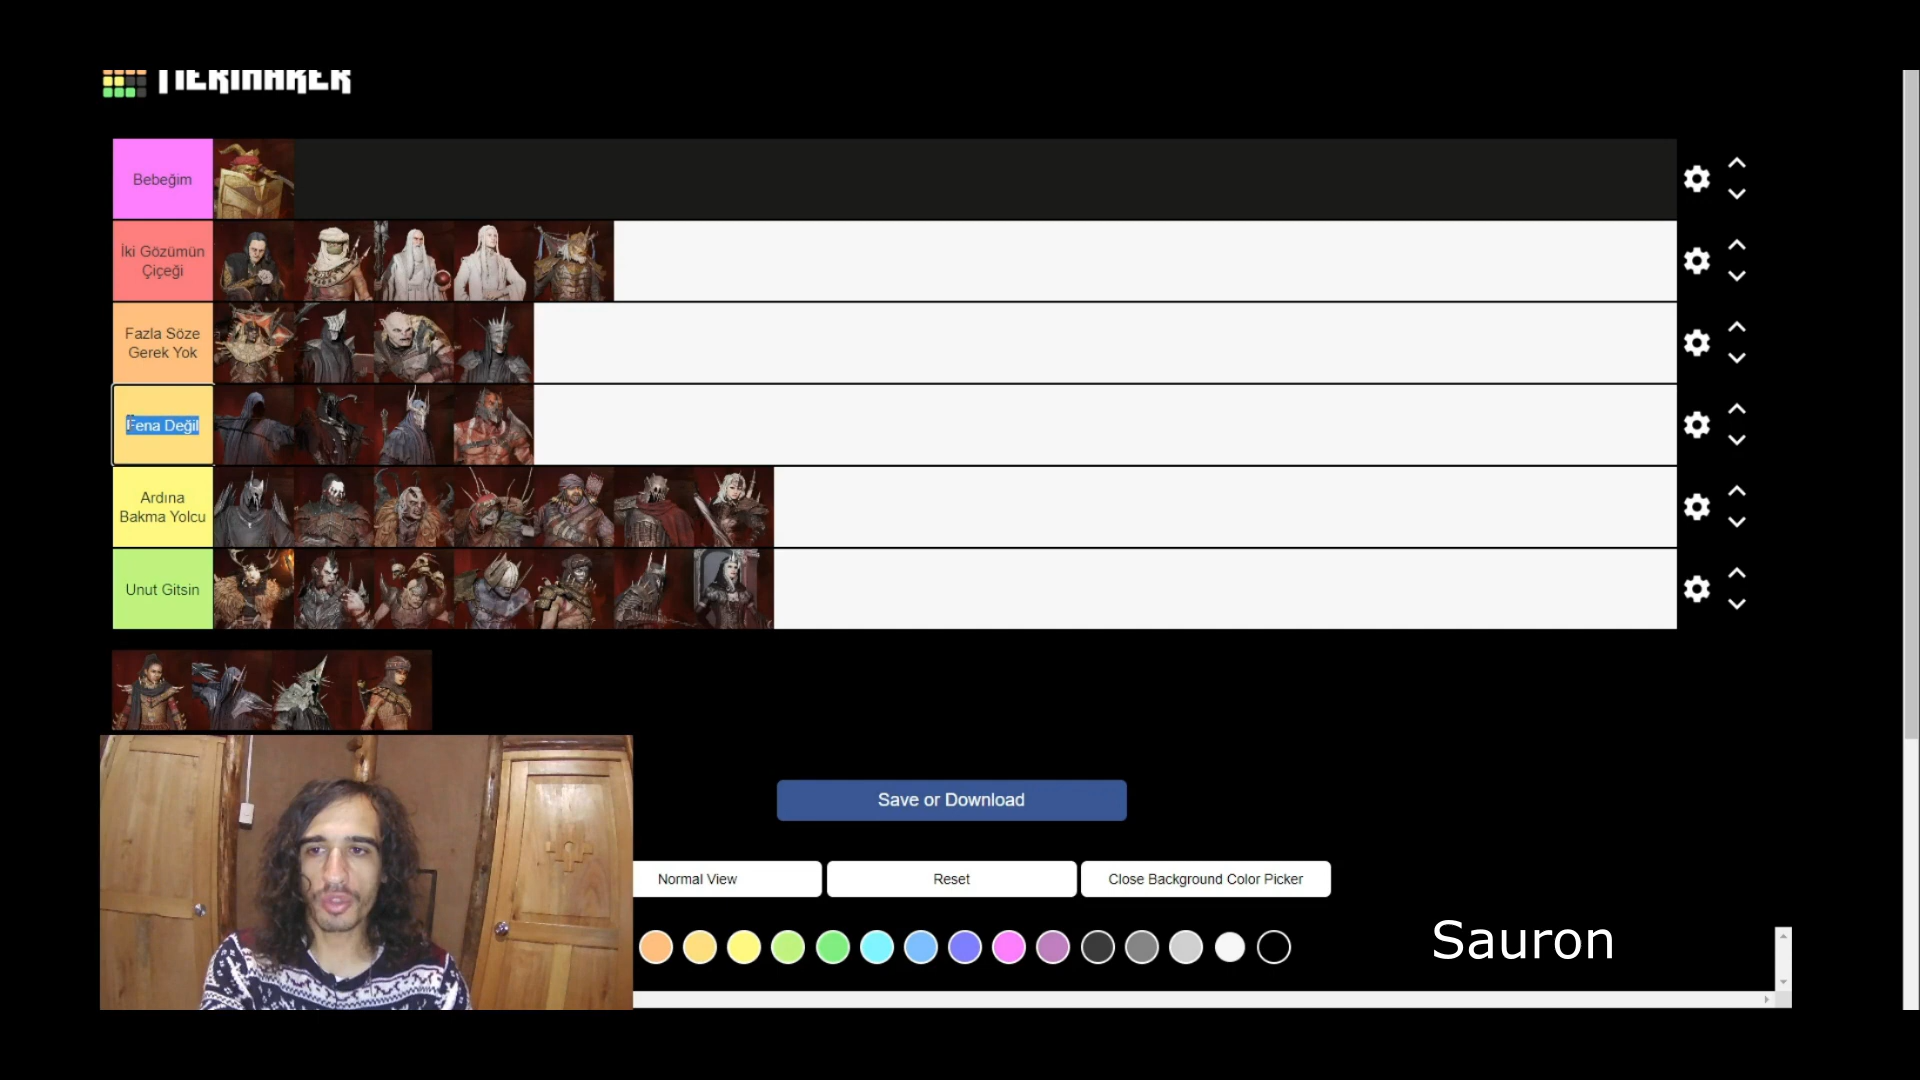 TIERMAKER
Bebeğim
İki Gözümün
Çiçeği
Fazla Söze
Gerek Yok
Fena Değil
Ardına
Bakma Yolcu
Unut Gitsin
Save or Download
Normal View
Reset
Close Background Color Picker
Sauron